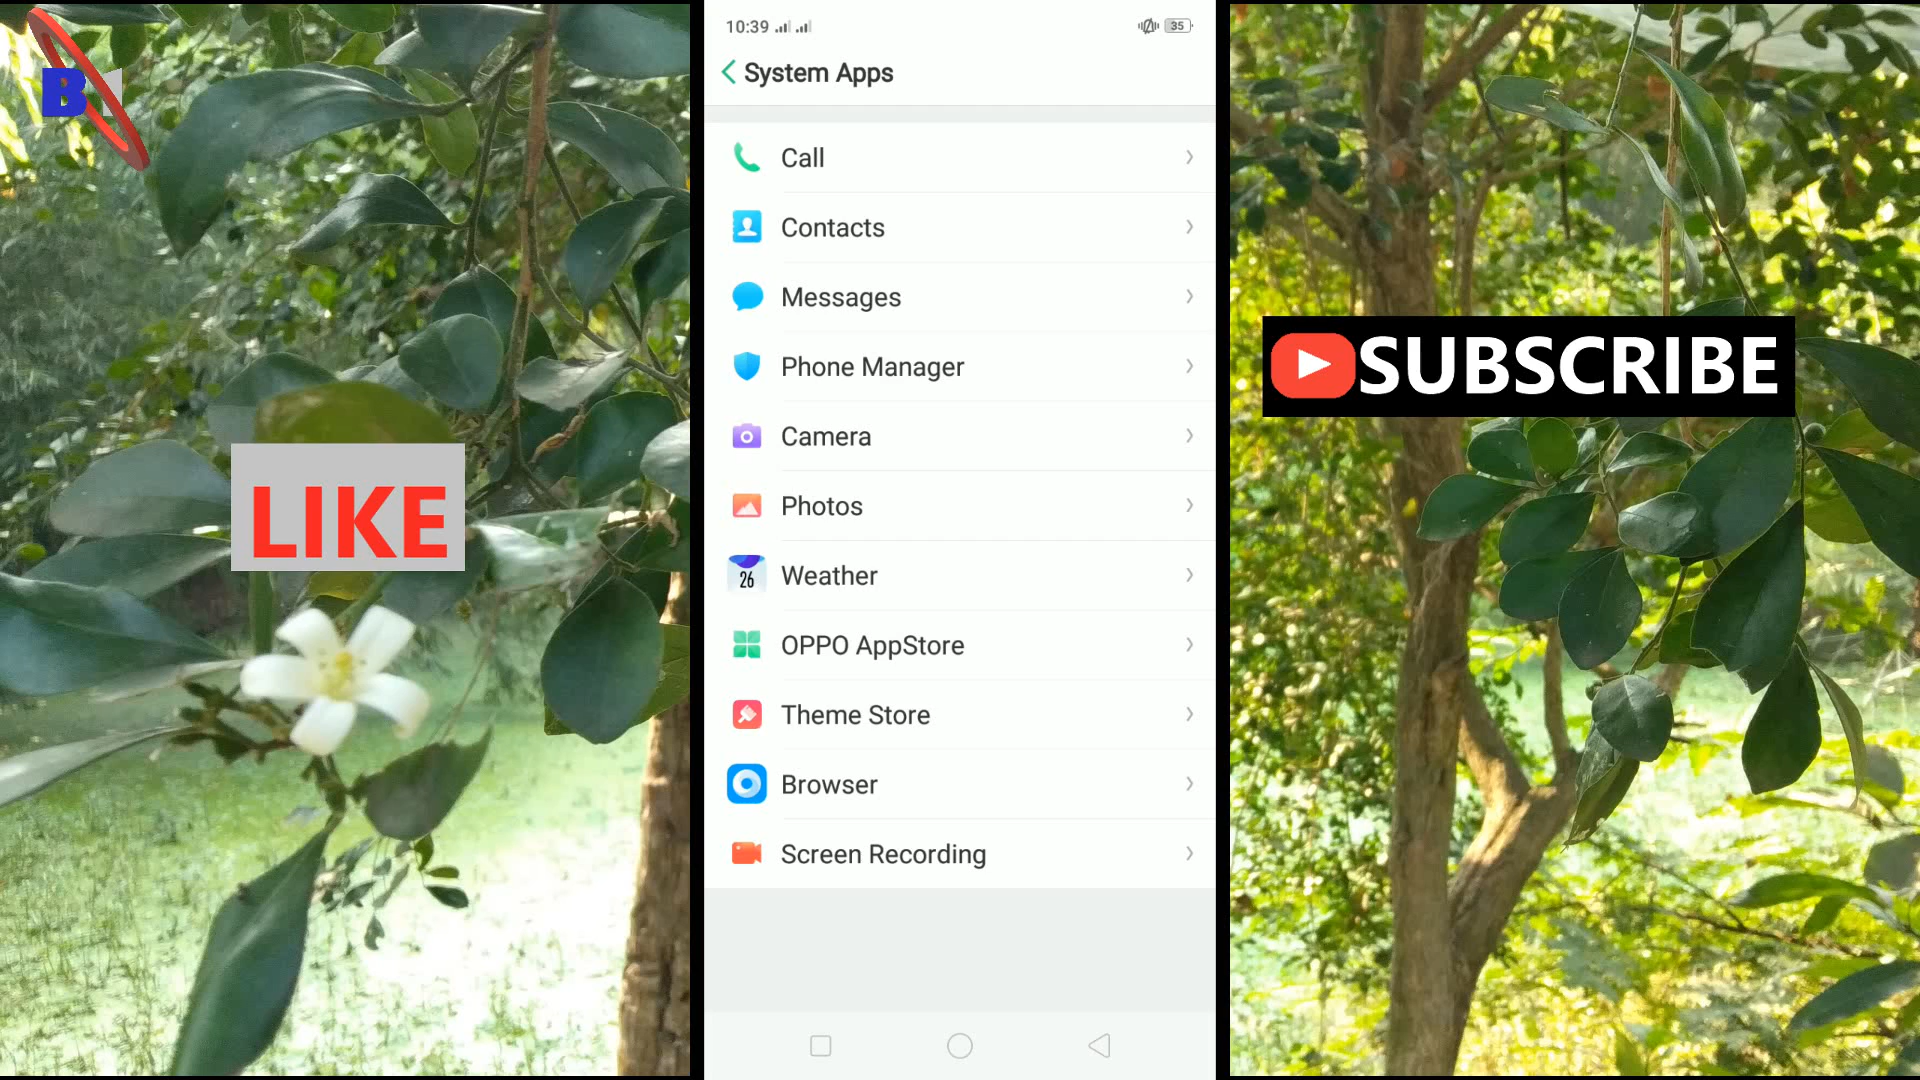 B
10:39
35
System Apps
Call
Contacts
Messages
Phone Manager
Camera
Photos
26
Weather
OPPO AppStore
Theme Store
Browser
Screen Recording
LIKE
SUBSCRIBE